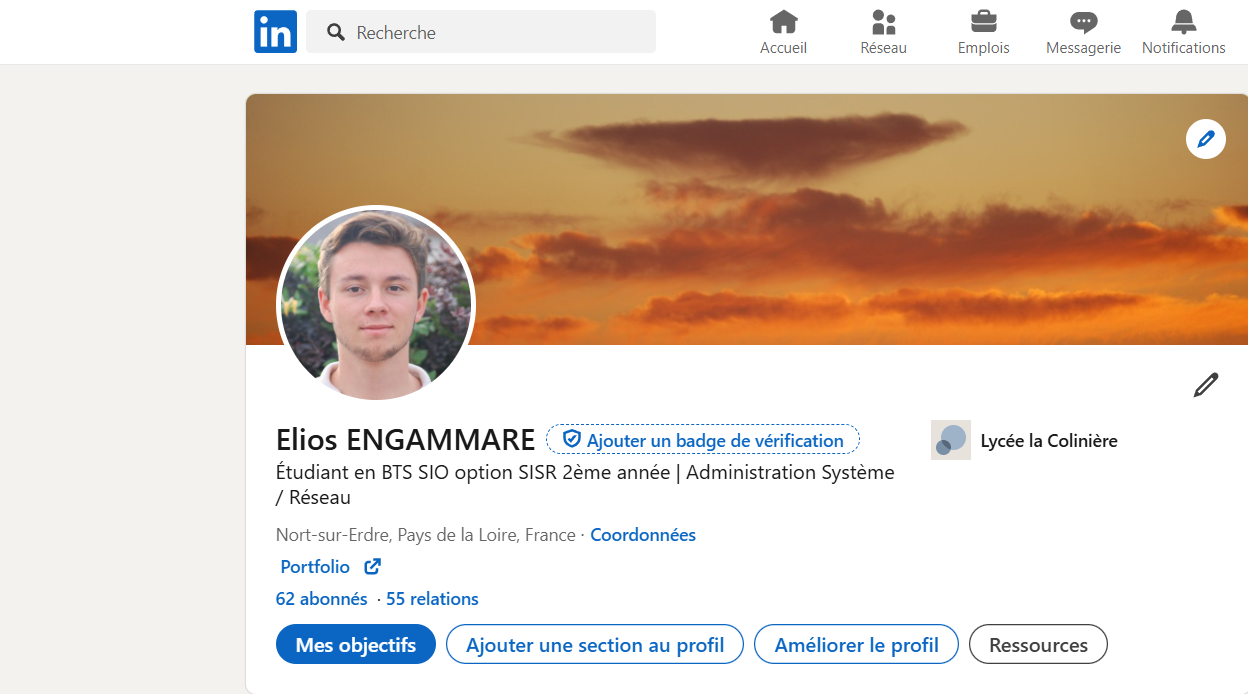 in
Recherche
Accueil
Réseau
Emplois
Messagerie
Notifications
Elios ENGAMMARE
Ajouter un badge de vérification
Lycée la Colinière
Étudiant en BTS SIO option SISR 2ème année | Administration Système
/ Réseau
Nort-sur-Erdre, Pays de la Loire, France · Coordonnées
Portfolio
62 abonnés · 55 relations
Mes objectifs
Ajouter une section au profil
Améliorer le profil
Ressources